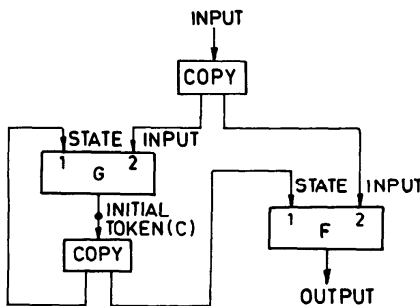 INPUT
COPY
STATE INPUT
1 2
G
INITIAL
TOKEN(C)
COPY
STATE INPUT
1 2
F
OUTPUT